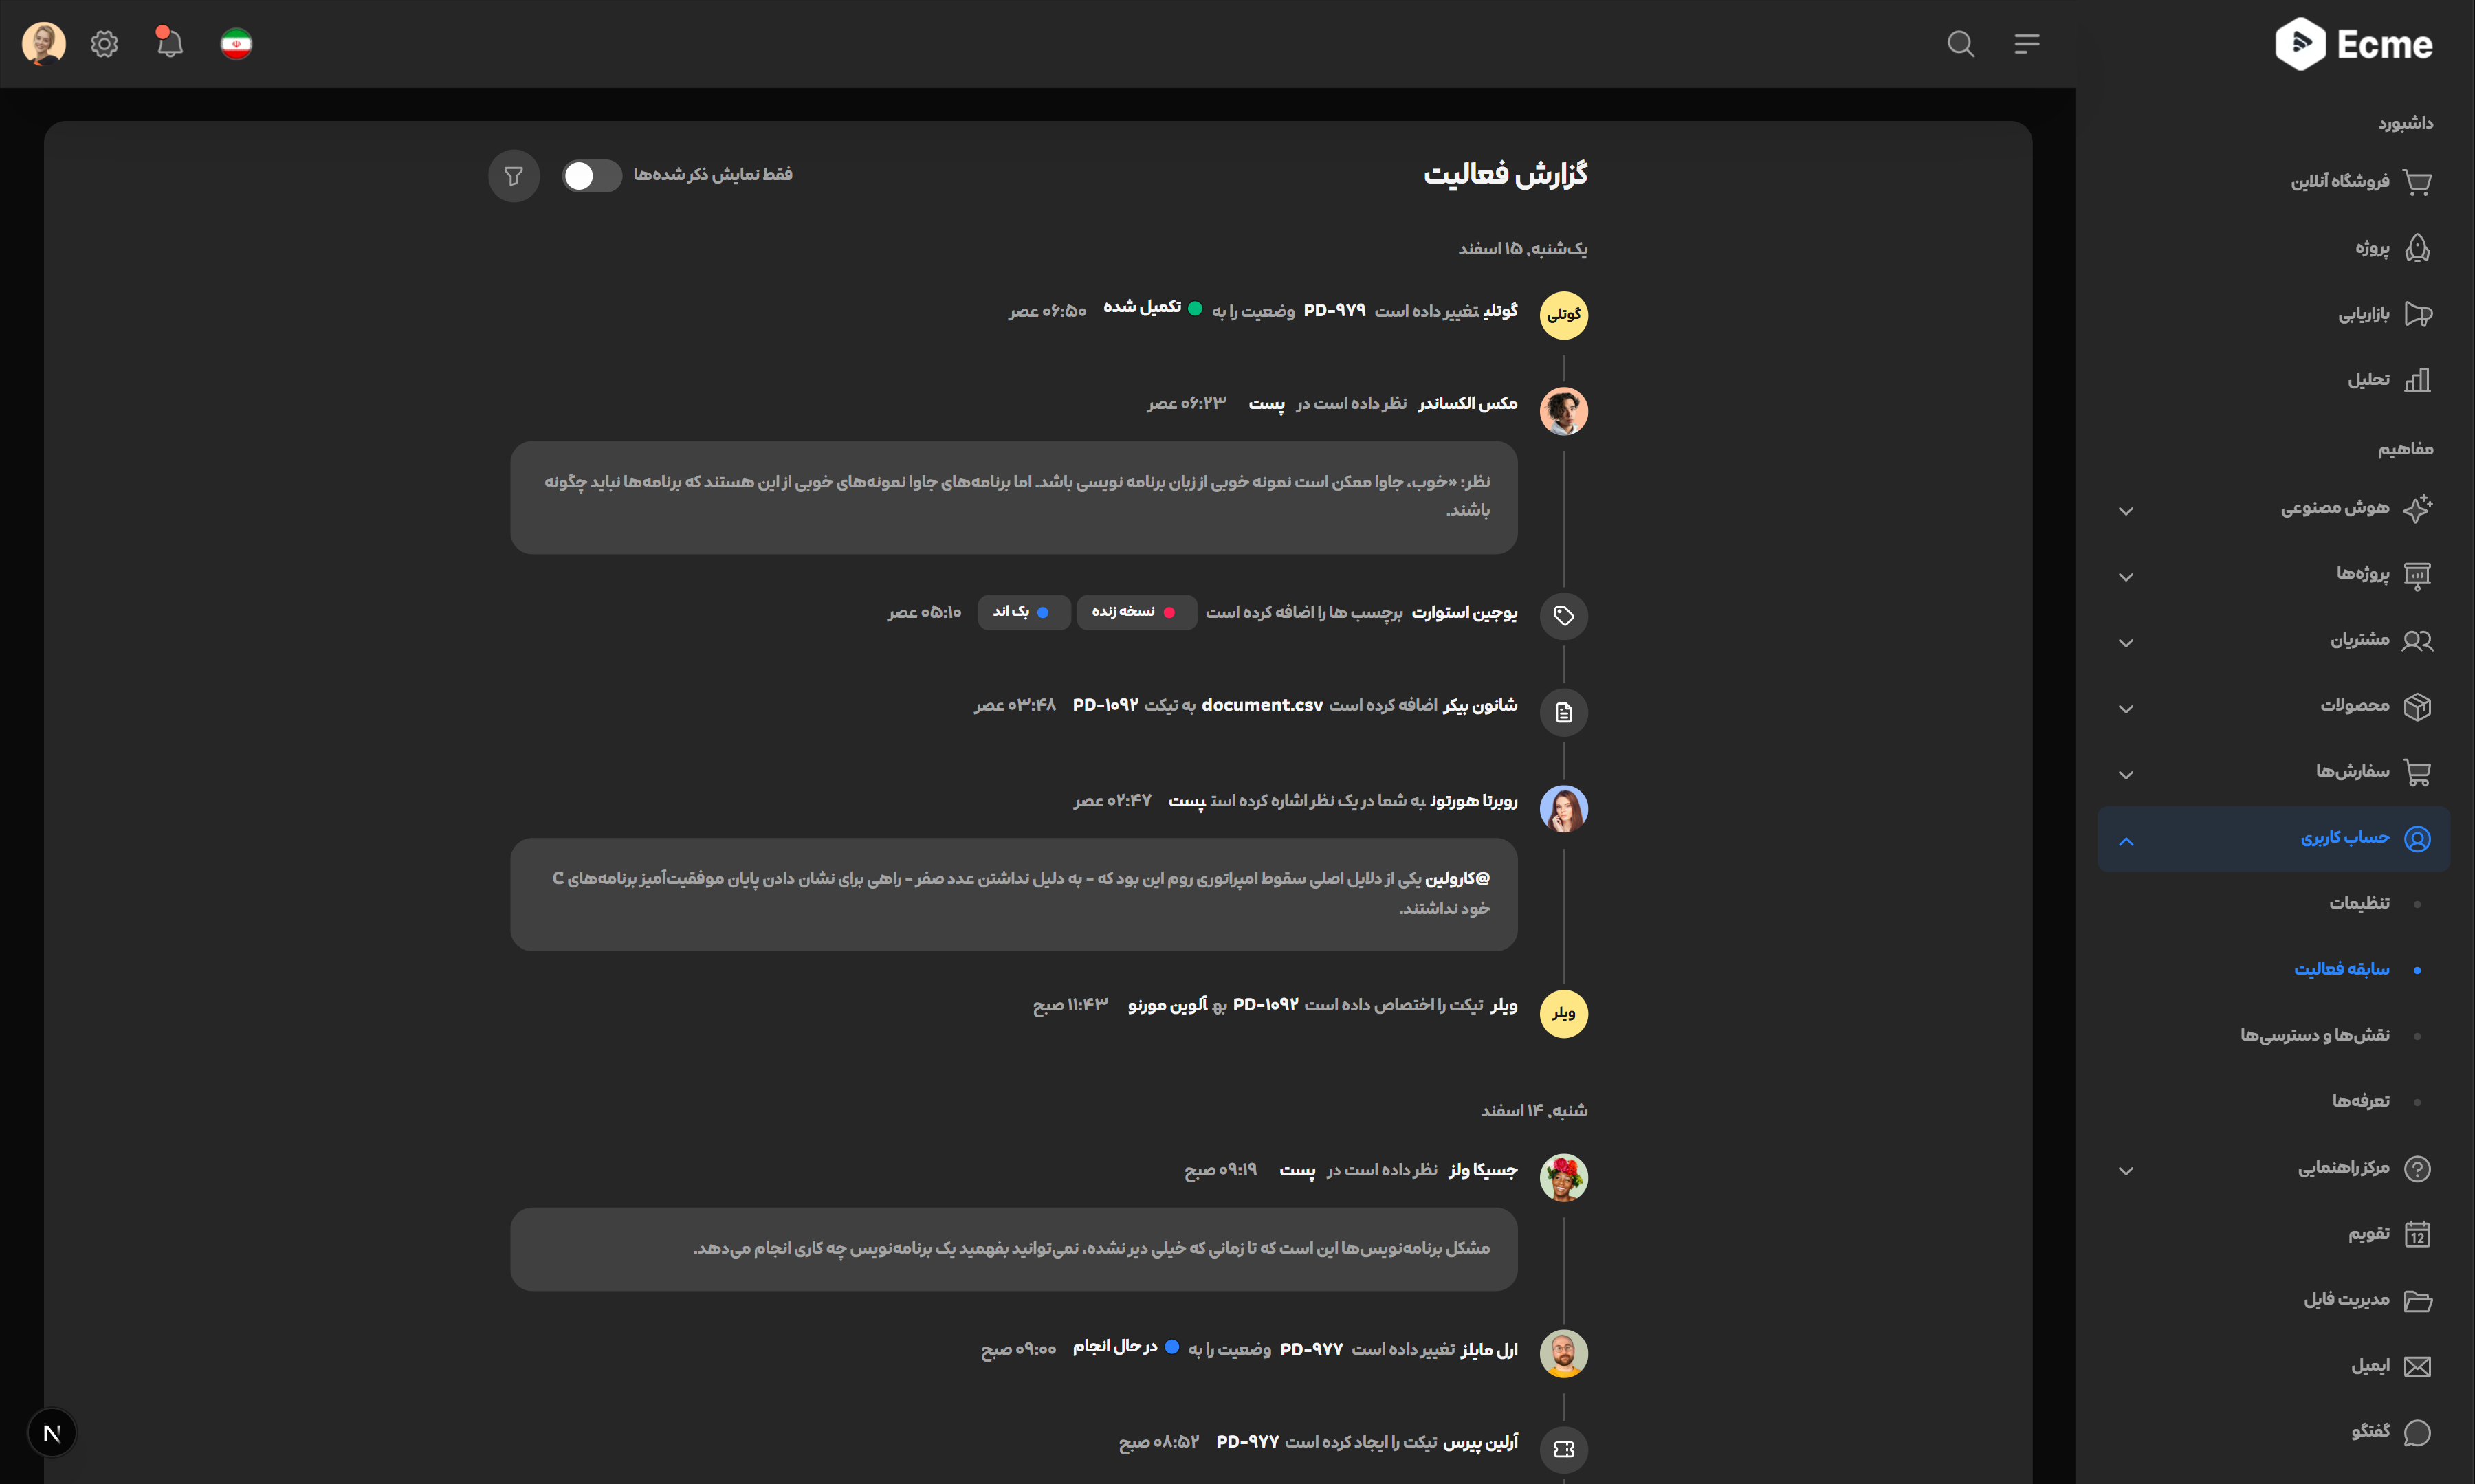 Ecme
داشبورد
فروشگاه آنلاین
پروژه
بازاریابی
تحلیل
مفاهیم
هوش مصنوعی
پروژه‌ها
مشتریان
محصولات
سفارش‌ها
حساب کاربری
تنظیمات
سابقه فعالیت
نقش‌ها و دسترسی‌ها
تعرفه‌ها
مرکز راهنمایی
12 تقویم
مدیریت فایل
ایمیل
گفتگو
گزارش فعالیت
فقط نمایش ذکر شده‌ها
یک‌شنبه, ۱۵ اسفند
گوتلی
گوتلی تغییر داده است PD-۹۷۹ وضعیت را به تکمیل شده ۰۶:۵۰ عصر
مکس الکساندر نظر داده است در پست ۰۶:۲۳ عصر
نظر: «خوب، جاوا ممکن است نمونه خوبی از زبان برنامه نویسی باشد. اما برنامه‌های جاوا نمونه‌های خوبی از این هستند که برنامه‌ها نباید چگونه
باشند.
یوجین استوارت برچسب ها را اضافه کرده است نسخه زنده بک اند ۰۵:۱۰ عصر
شانون بیکر اضافه کرده است document.csv به تیکت PD-۱۰۹۲ ۰۳:۴۸ عصر
روبرتا هورتون به شما در یک نظر اشاره کرده است پست ۰۲:۴۷ عصر
@کارولین یکی از دلایل اصلی سقوط امپراتوری روم این بود که - به دلیل نداشتن عدد صفر - راهی برای نشان دادن پایان موفقیت‌آمیز برنامه‌های C
خود نداشتند.
ویلر
ویلر تیکت را اختصاص داده است PD-۱۰۹۲ به آلوین مورنو ۱۱:۴۳ صبح
شنبه, ۱۴ اسفند
جسیکا ولز نظر داده است در پست ۰۹:۱۹ صبح
مشکل برنامه‌نویس‌ها این است که تا زمانی که خیلی دیر نشده، نمی‌توانید بفهمید یک برنامه‌نویس چه کاری انجام می‌دهد.
ارل مایلز تغییر داده است PD-۹۷۷ وضعیت را به در حال انجام ۰۹:۰۰ صبح
آرلین پیرس تیکت را ایجاد کرده است PD-۹۷۷ ۰۸:۵۲ صبح
N